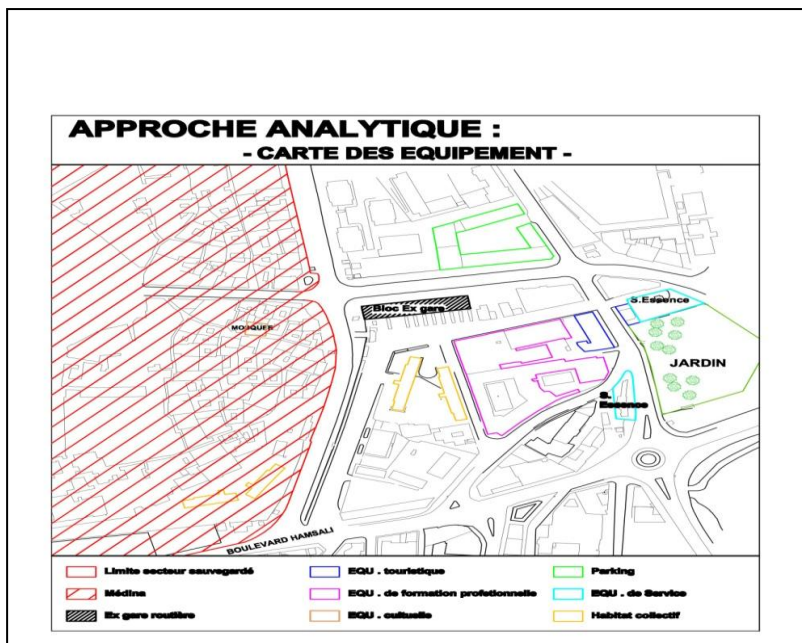 APPROCHE ANALYTIQUE :
- CARTE DES EQUIPEMENT -
S.Essence
Bloc Ex gare
MOSQUER
JARDIN
S.
Essence
BOULEVARD HAMSALI
Limite secteur sauvegardé
EQU . touristique
Parking
Médina
EQU . de formation profetionnelle
EQU . de Service
Ex gare routière
EQU . cultuelle
Habitat collectif